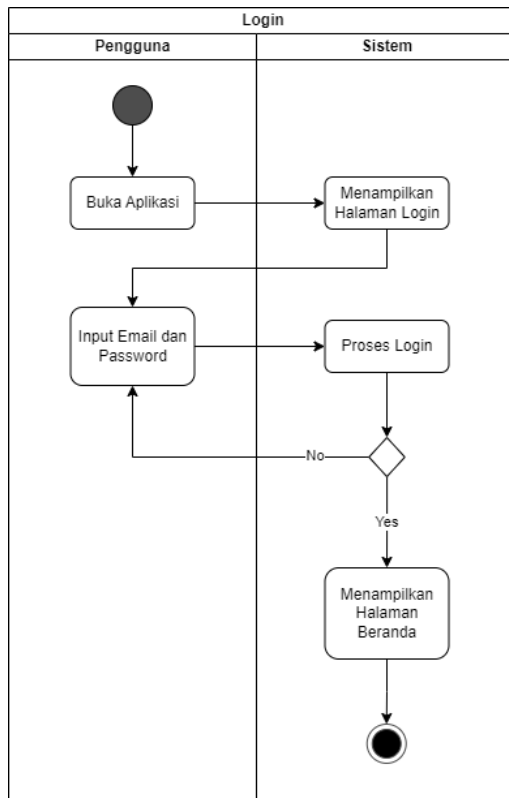 Login
Pengguna
Sistem
Buka Aplikasi
Menampilkan
Halaman Login
Input Email dan
Password
Proses Login
No
Yes
Menampilkan
Halaman
Beranda